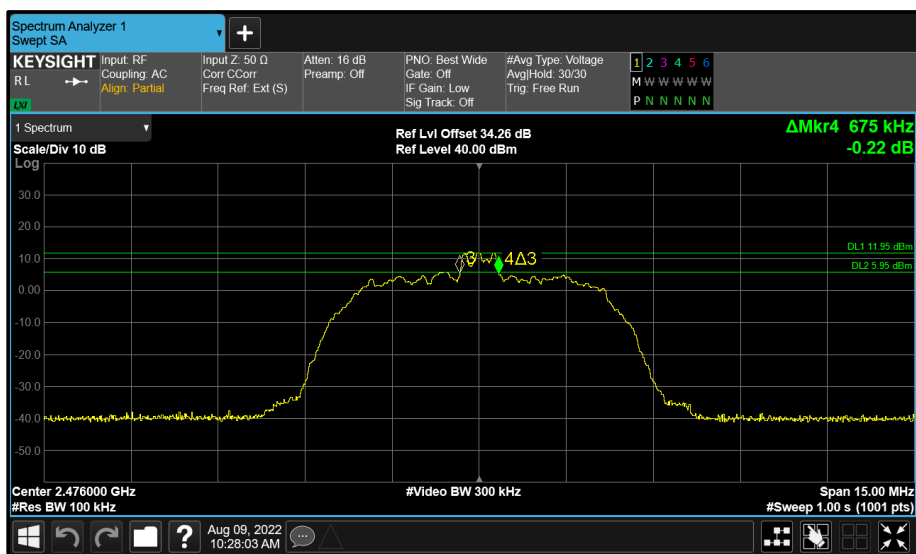 Spectrum Analyzer 1
Swept SA
+
KEYSIGHT
RL
LXI
Input: RF
Coupling: AC
Align: Partial
Input Z: 50 Ω
Corr CCorr
Freq Ref: Ext (S)
Atten: 16 dB
Preamp: Off
PNO: Best Wide
Gate: Off
IF Gain: Low
Sig Track: Off
#Avg Type: Voltage
Avg|Hold: 30/30
Trig: Free Run
1 2 3 4 5 6
M W W W W W
P N N N N N
1 Spectrum
Scale/Div 10 dB
Log
Ref Lvl Offset 34.26 dB
Ref Level 40.00 dBm
ΔMkr4 675 kHz
-0.22 dB
30.0
20.0
10.0
0.00
-10.0
-20.0
-30.0
-40.0
-50.0
DL1 11.95 dBm
DL2 5.95 dBm
3
4Δ3
Center 2.476000 GHz
#Res BW 100 kHz
#Video BW 300 kHz
Span 15.00 MHz
#Sweep 1.00 s (1001 pts)
?
Aug 09, 2022
10:28:03 AM